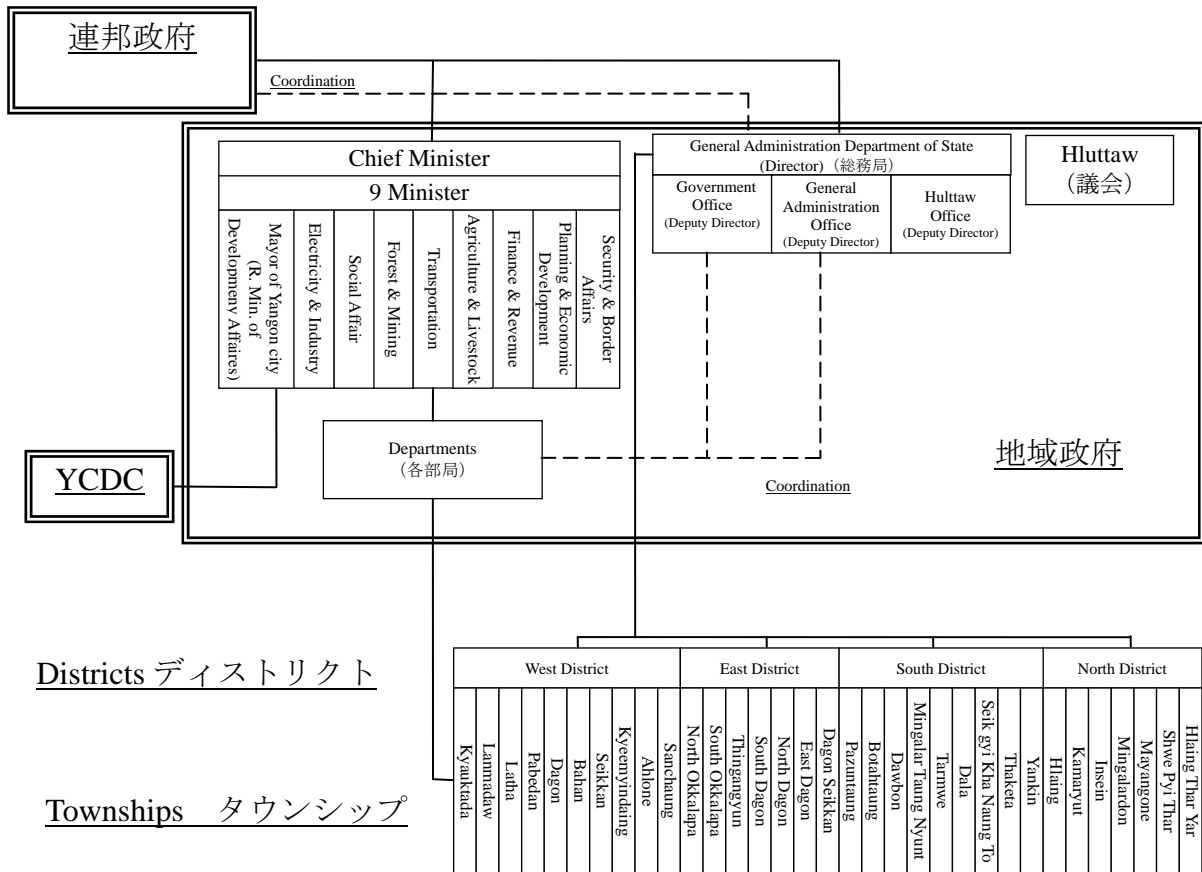 連邦政府
Coordination
Chief Minister
9 Minister
Mayor of Yangon city
(R. Min. of
Developmeny Affaires)
Electricity & Industry
Social Affair
Forest & Mining
Transportation
Agriculture & Livestock
Finance & Revenue
Planning & Economic
Development
Security & Border
Affairs
General Administration Department of State
(Director)（総務局）
Government
Office
(Deputy Director)
General
Administration
Office
(Deputy Director)
Hulttaw
Office
(Deputy Director)
Hluttaw
（議会）
Departments
（各部局）
Coordination
地域政府
YCDC
Districts ディストリクト
West District
East District
South District
North District
Townships　タウンシップ
Kyauktada
Lanmadaw
Latha
Pabedan
Dagon
Bahan
Seikkan
Kyeemyindaing
Ahlone
Sanchaung
North Okkalapa
South Okkalapa
Thingangyun
South Dagon
North Dagon
East Dagon
Dagon Seikkan
Pazuntaung
Botahtaung
Dawbon
Mingalar Taung Nyunt
Tarmwe
Dala
Seik gyi Kha Naung To
Thaketa
Yankin
Hlaing
Kamaryut
Insein
Mingalardon
Mayangone
Shwe Pyi Thar
Hlaing Thar Yar